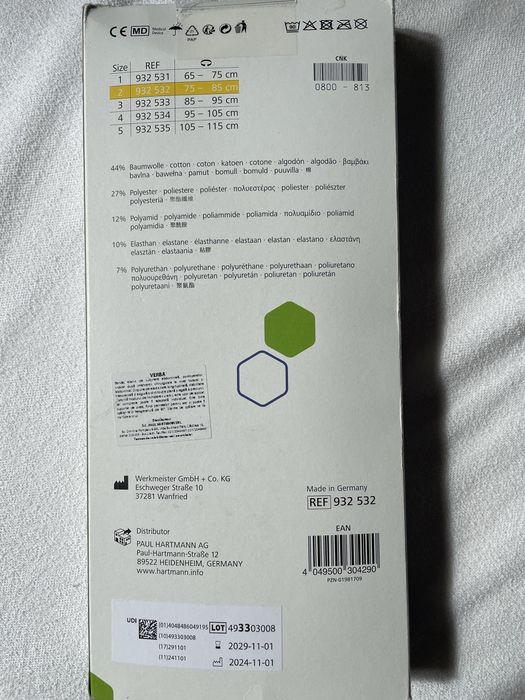 CE MD Medical Device
PAP
Size REF
1 932 531 65 – 75 cm
2 932 532 75 – 85 cm
3 932 533 85 – 95 cm
4 932 534 95 – 105 cm
5 932 535 105 – 115 cm
CNK
0800 - 813
44% Baumwolle · cotton · coton · katoen · cotone · algodón · algodão · βαμβάκι
bavlna · bawełna · pamut · bomull · bomuld · puuvilla · 棉
27% Polyester · poliestere · poliéster · πολυεστέρας · poliester · poliészter
polyesteria · 聚酯纖維
12% Polyamid · polyamide · poliammide · poliamida · πολυαμίδιο · poliamid
polyamidia · 聚酰胺
10% Elasthan · elastane · élasthanne · elastaan · elastan · elastano · ελαστάνη
elasztán · elastaania · 粘膠
7% Polyurethan · polyurethane · polyuréthane · polyurethaan · poliuretano
πολυουρεθάνη · polyuretan · polyuretán · poliuretan · poliuretán
polyuretaani · 聚氨酯
VERBA
Distribuitor:
S.C. PAUL HARTMANN SRL
Werkmeister GmbH + Co. KG
Eschweger Straße 10
37281 Wanfried
Made in Germany
REF 932 532
Distributor
PAUL HARTMANN AG
Paul-Hartmann-Straße 12
89522 HEIDENHEIM, GERMANY
www.hartmann.info
EAN
4 049500 304290
PZN-01981709
UDI
(01)4048486049195
(10)493303008
(17)291101
(11)241101
LOT 493303008
2029-11-01
2024-11-01